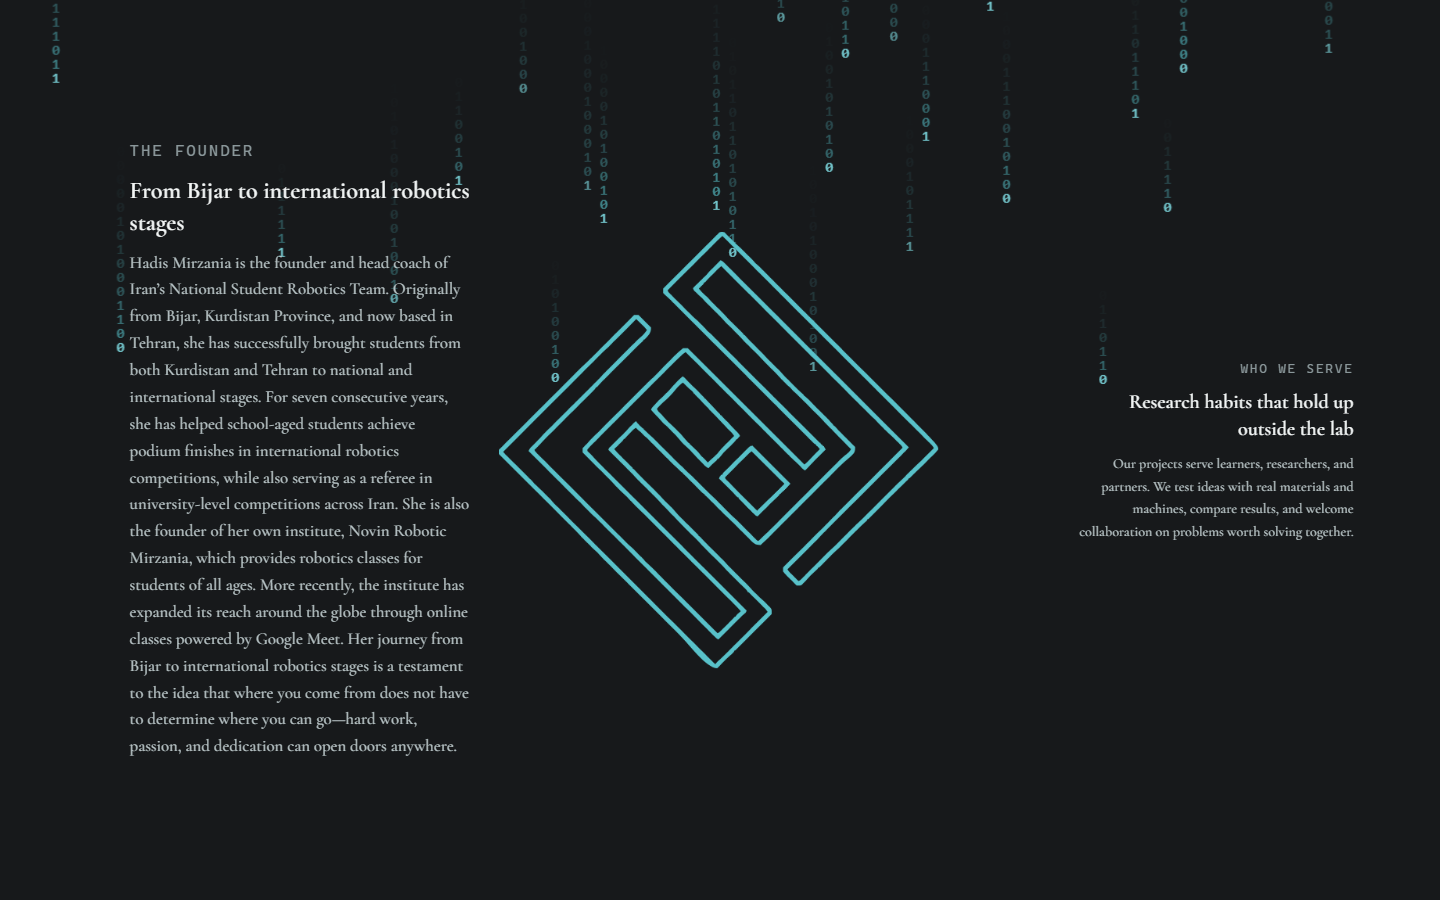 THE FOUNDER
From Bijar to international robotics
stages
Hadis Mirzania is the founder and head coach of
Iran’s National Student Robotics Team. Originally
from Bijar, Kurdistan Province, and now based in
Tehran, she has successfully brought students from
both Kurdistan and Tehran to national and
international stages. For seven consecutive years,
she has helped school-aged students achieve
podium finishes in international robotics
competitions, while also serving as a referee in
university-level competitions across Iran. She is also
the founder of her own institute, Novin Robotic
Mirzania, which provides robotics classes for
students of all ages. More recently, the institute has
expanded its reach around the globe through online
classes powered by Google Meet. Her journey from
Bijar to international robotics stages is a testament
to the idea that where you come from does not have
to determine where you can go—hard work,
passion, and dedication can open doors anywhere.
WHO WE SERVE
Research habits that hold up
outside the lab
Our projects serve learners, researchers, and
partners. We test ideas with real materials and
machines, compare results, and welcome
collaboration on problems worth solving together.